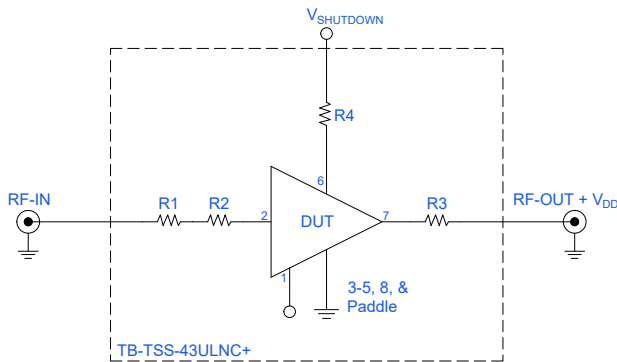 VSHUTDOWN
R4
6
RF-IN
R1
R2
2
DUT
7
R3
RF-OUT + VDD
1
3-5, 8, &
Paddle
TB-TSS-43ULNC+